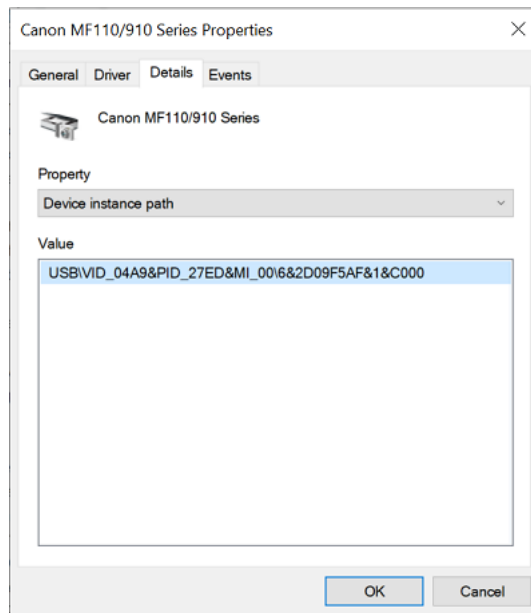 Canon MF110/910 Series Properties
General Driver Details Events
Canon MF110/910 Series
Property
Device instance path
Value
USB\VID_04A9&PID_27ED&MI_00\6&2D09F5AF&1&C000
OK Cancel